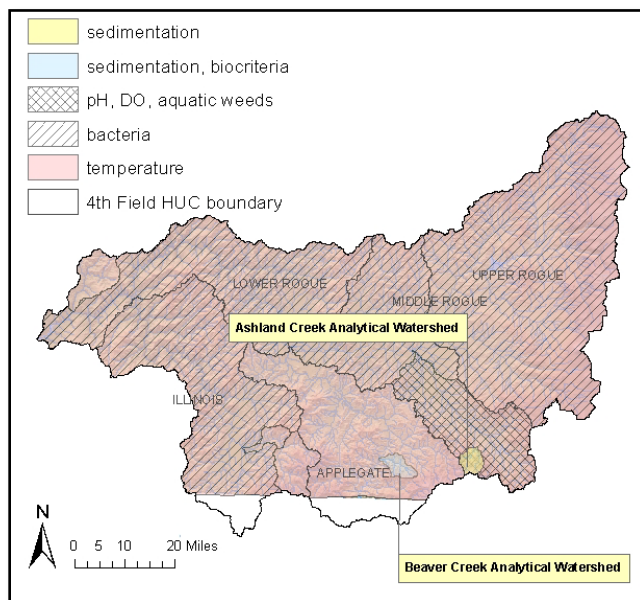 sedimentation
sedimentation, biocriteria
pH, DO, aquatic weeds
bacteria
temperature
4th Field HUC boundary
UPPER ROGUE
LOWER ROGUE
MIDDLE ROGUE
Ashland Creek Analytical Watershed
ILLINOIS
APPLEGATE
N
0 5 10 20 Miles
Beaver Creek Analytical Watershed